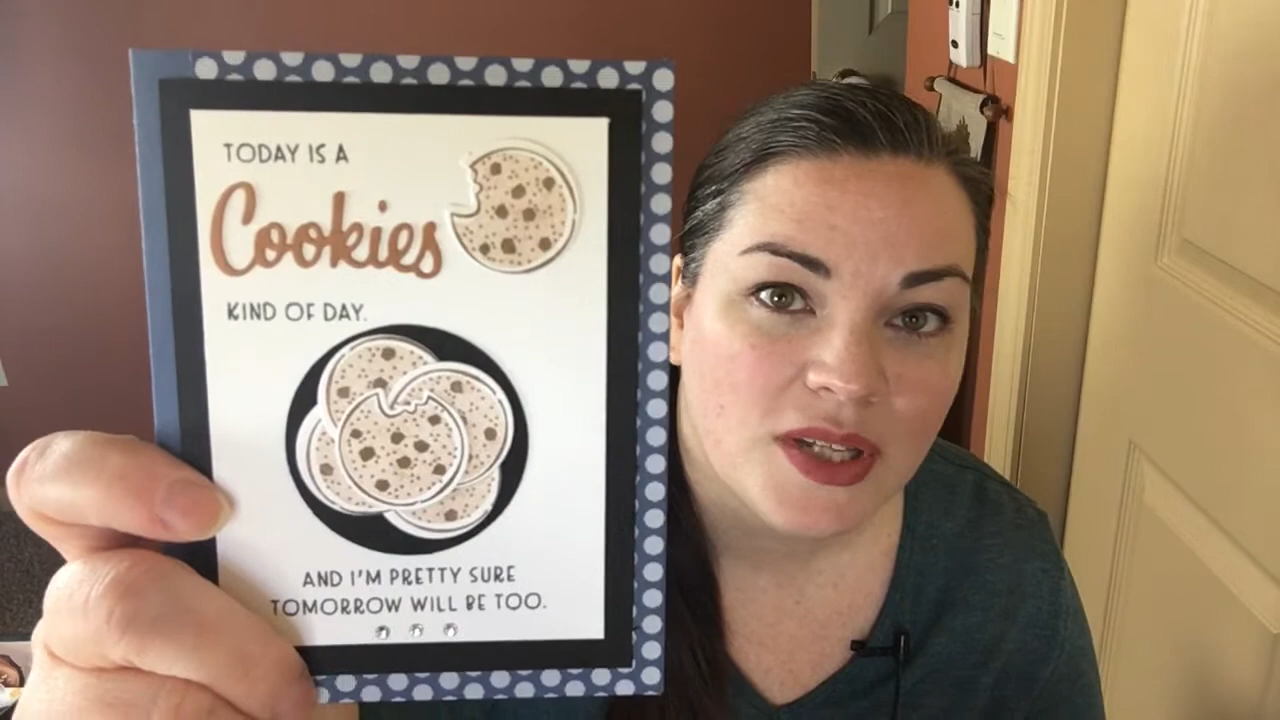 TODAY IS A
Cookies
KIND OF DAY.
AND I'M PRETTY SURE
TOMORROW WILL BE TOO.